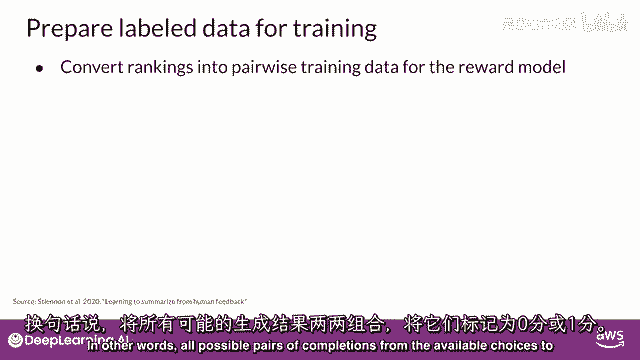 Prepare labeled data for training
● Convert rankings into pairwise training data for the reward model
Source: Stiennon et al. 2020, "Learning to summarize from human feedback"
换句话说，将所有可能的生成结果两两组合，将它们标记为0分或1分。
In other words, all possible pairs of completions from the available choices to
DeepLearning.AI
aws